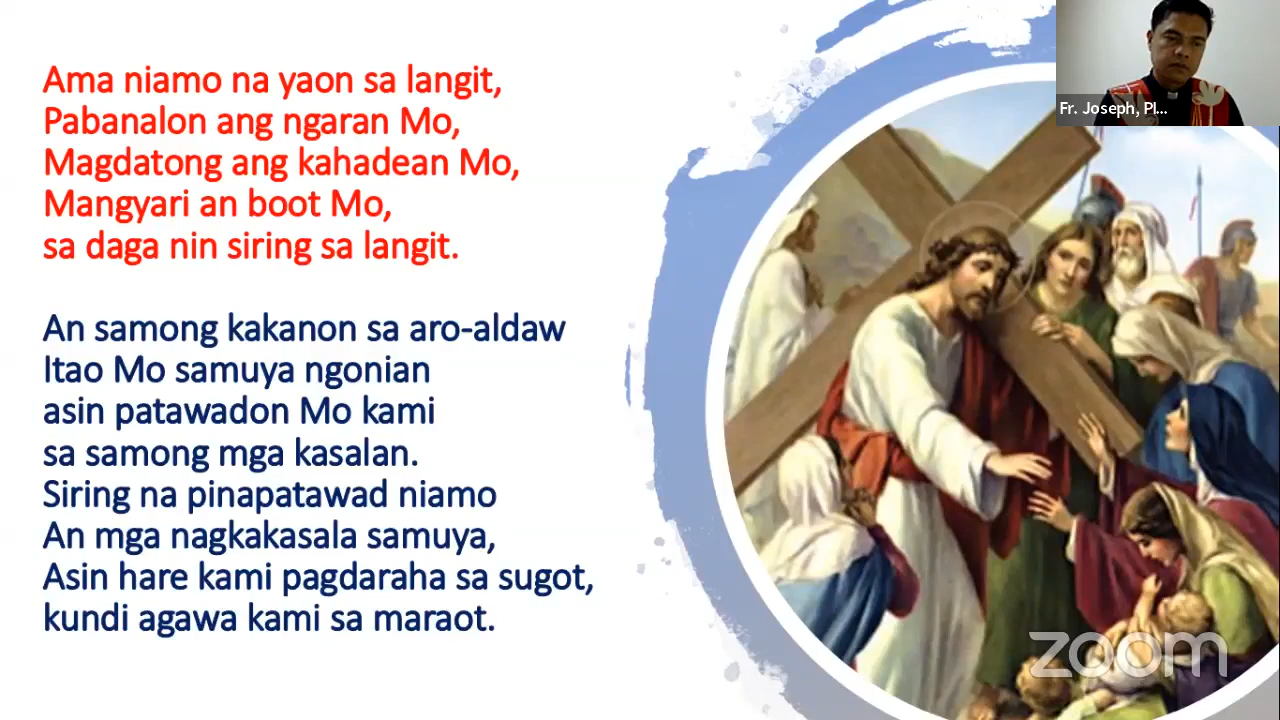 Ama niamo na yaon sa langit,
Pabanalon ang ngaran Mo,
Magdatong ang kahadean Mo,
Mangyari an boot Mo,
sa daga nin siring sa langit.
An samong kakanon sa aro-aldaw
Itao Mo samuya ngonian
asin patawadon Mo kami
sa samong mga kasalan.
Siring na pinapatawad niamo
An mga nagkakasala samuya,
Asin hare kami pagdaraha sa sugot,
kundi agawa kami sa maraot.
Fr. Joseph, Pl...
zoom